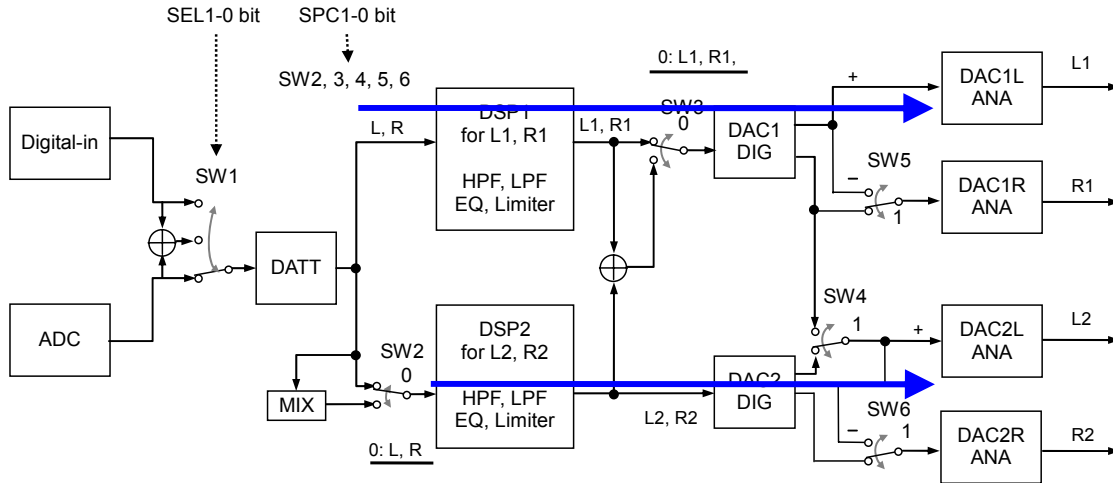 SEL1-0 bit
SPC1-0 bit
SW2, 3, 4, 5, 6
0: L1, R1,
Digital-in
SW1
ADC
DATT
MIX
L, R
DSP1
for L1, R1
HPF, LPF
EQ, Limiter
L1, R1
SW3
0
DAC1
DIG
+
DAC1L
ANA
L1
SW5
−
1
DAC1R
ANA
R1
SW2
0
0: L, R
DSP2
for L2, R2
HPF, LPF
EQ, Limiter
L2, R2
DAC2
DIG
SW4
1
+
DAC2L
ANA
L2
SW6
−
1
DAC2R
ANA
R2